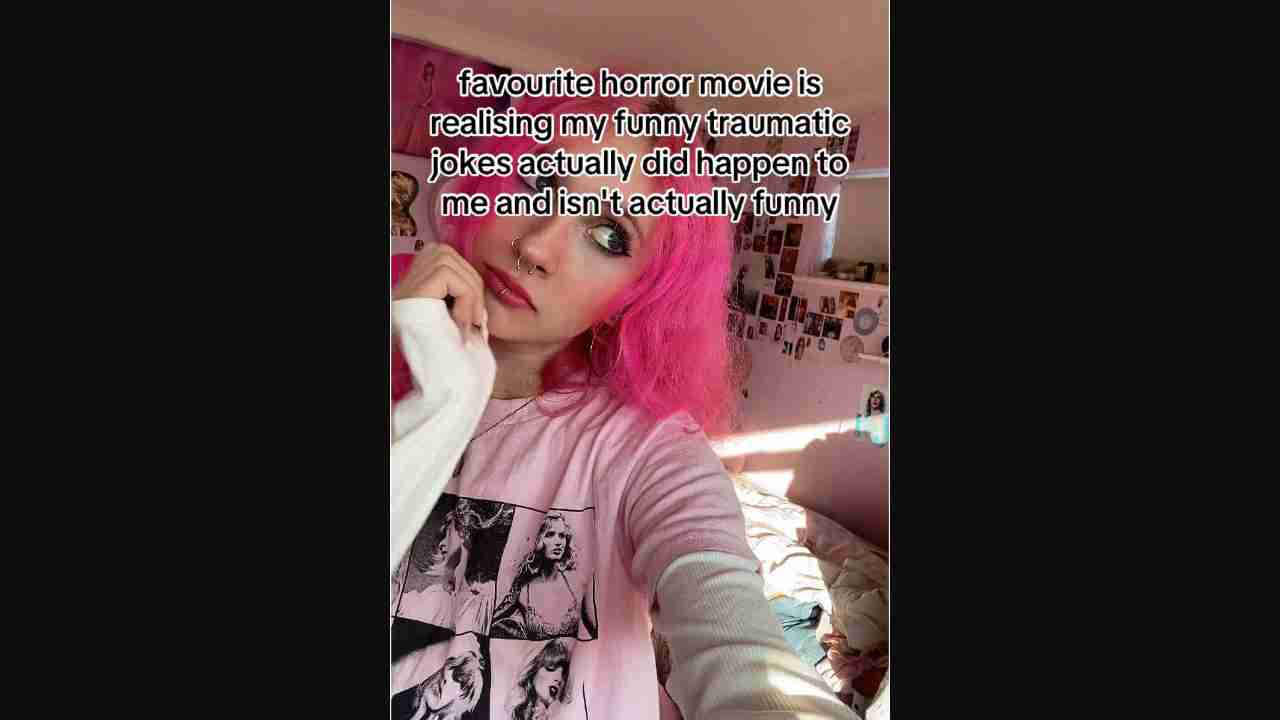 favourite horror movie is
realising my funny traumatic
jokes actually did happen to
me and isn't actually funny